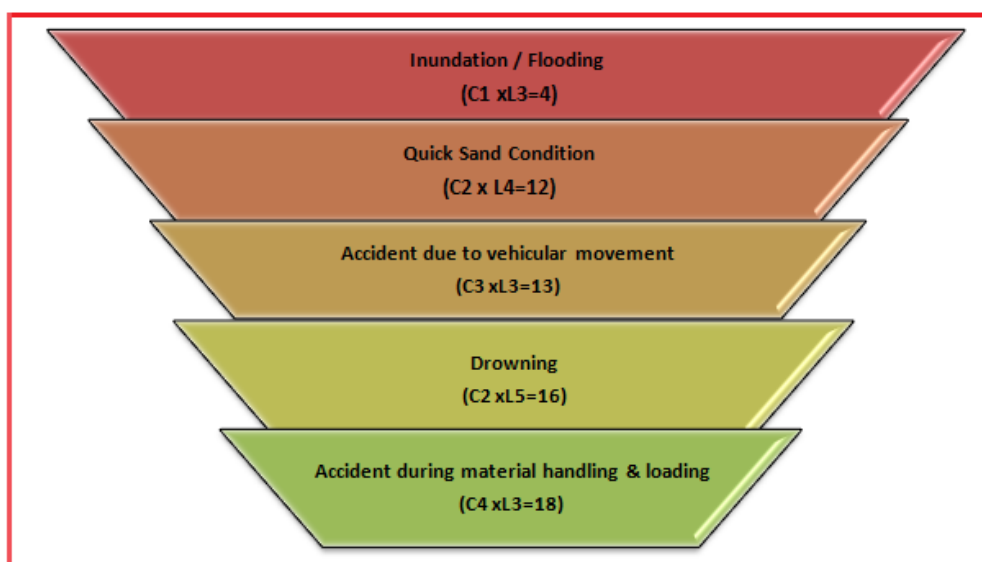 Inundation / Flooding
(C1 xL3=4)
Quick Sand Condition
(C2 x L4=12)
Accident due to vehicular movement
(C3 xL3=13)
Drowning
(C2 xL5=16)
Accident during material handling & loading
(C4 xL3=18)